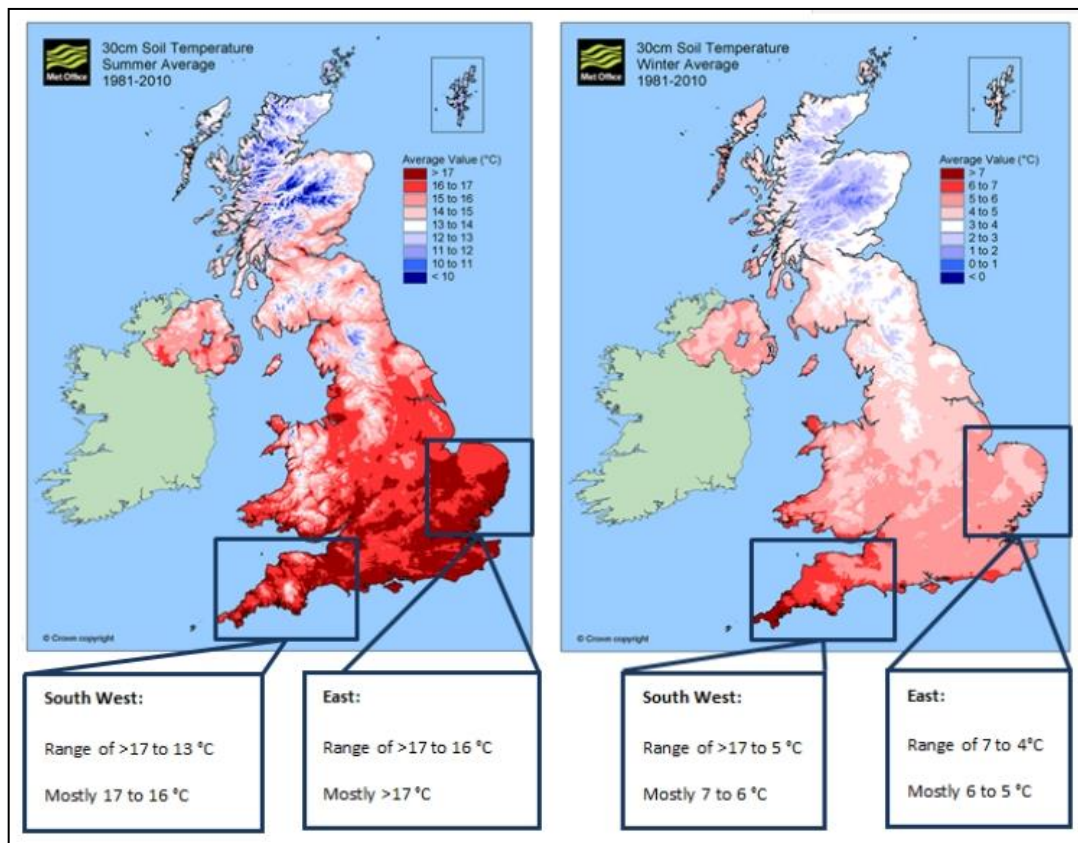 Met Office
30cm Soil Temperature
Summer Average
1981-2010
Average Value (°C)
> 17
16 to 17
15 to 16
14 to 15
13 to 14
12 to 13
11 to 12
10 to 11
< 10
© Crown copyright
South West:
Range of >17 to 13 °C
Mostly 17 to 16 °C
East:
Range of >17 to 16 °C
Mostly >17 °C
Met Office
30cm Soil Temperature
Winter Average
1981-2010
Average Value (°C)
> 7
6 to 7
5 to 6
4 to 5
3 to 4
2 to 3
1 to 2
0 to 1
< 0
© Crown copyright
South West:
Range of >17 to 5 °C
Mostly 7 to 6 °C
East:
Range of 7 to 4°C
Mostly 6 to 5 °C